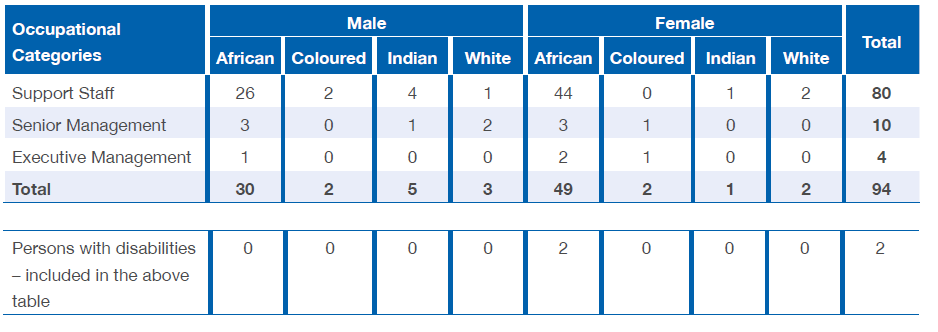 Occupational Categories Male Female Total
African Coloured Indian White African Coloured Indian White
Support Staff 26 2 4 1 44 0 1 2 80
Senior Management 3 0 1 2 3 1 0 0 10
Executive Management 1 0 0 0 2 1 0 0 4
Total 30 2 5 3 49 2 1 2 94
Persons with disabilities 0 0 0 0 2 0 0 0 2
– included in the above
table